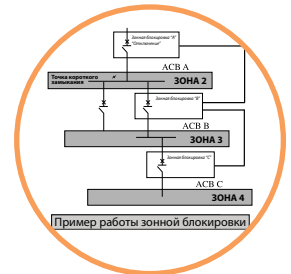 Зонная блокировка "А"
"Отключение"
АСВ А
Точка короткого
замыкания
ЗОНА 2
Зонная блокировка "В"
АСВ В
ЗОНА 3
Зонная блокировка "С"
АСВ С
ЗОНА 4
Пример работы зонной блокировки